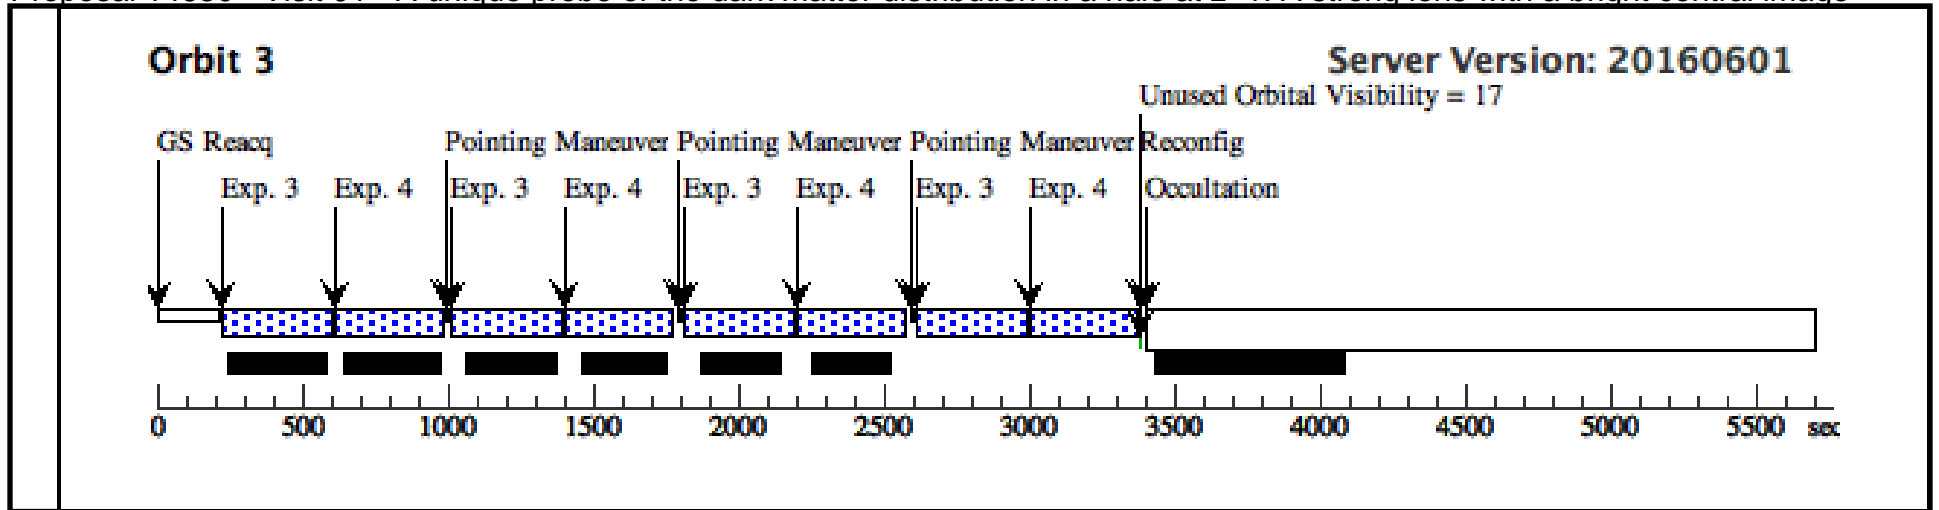 Orbit 3
Server Version: 20160601
Unused Orbital Visibility = 17
GS Reacq Pointing Maneuver Pointing Maneuver Pointing Maneuver Reconfig
Exp. 3 Exp. 4 Exp. 3 Exp. 4 Exp. 3 Exp. 4 Exp. 3 Exp. 4 Occultation
0 500 1000 1500 2000 2500 3000 3500 4000 4500 5000 5500 sec